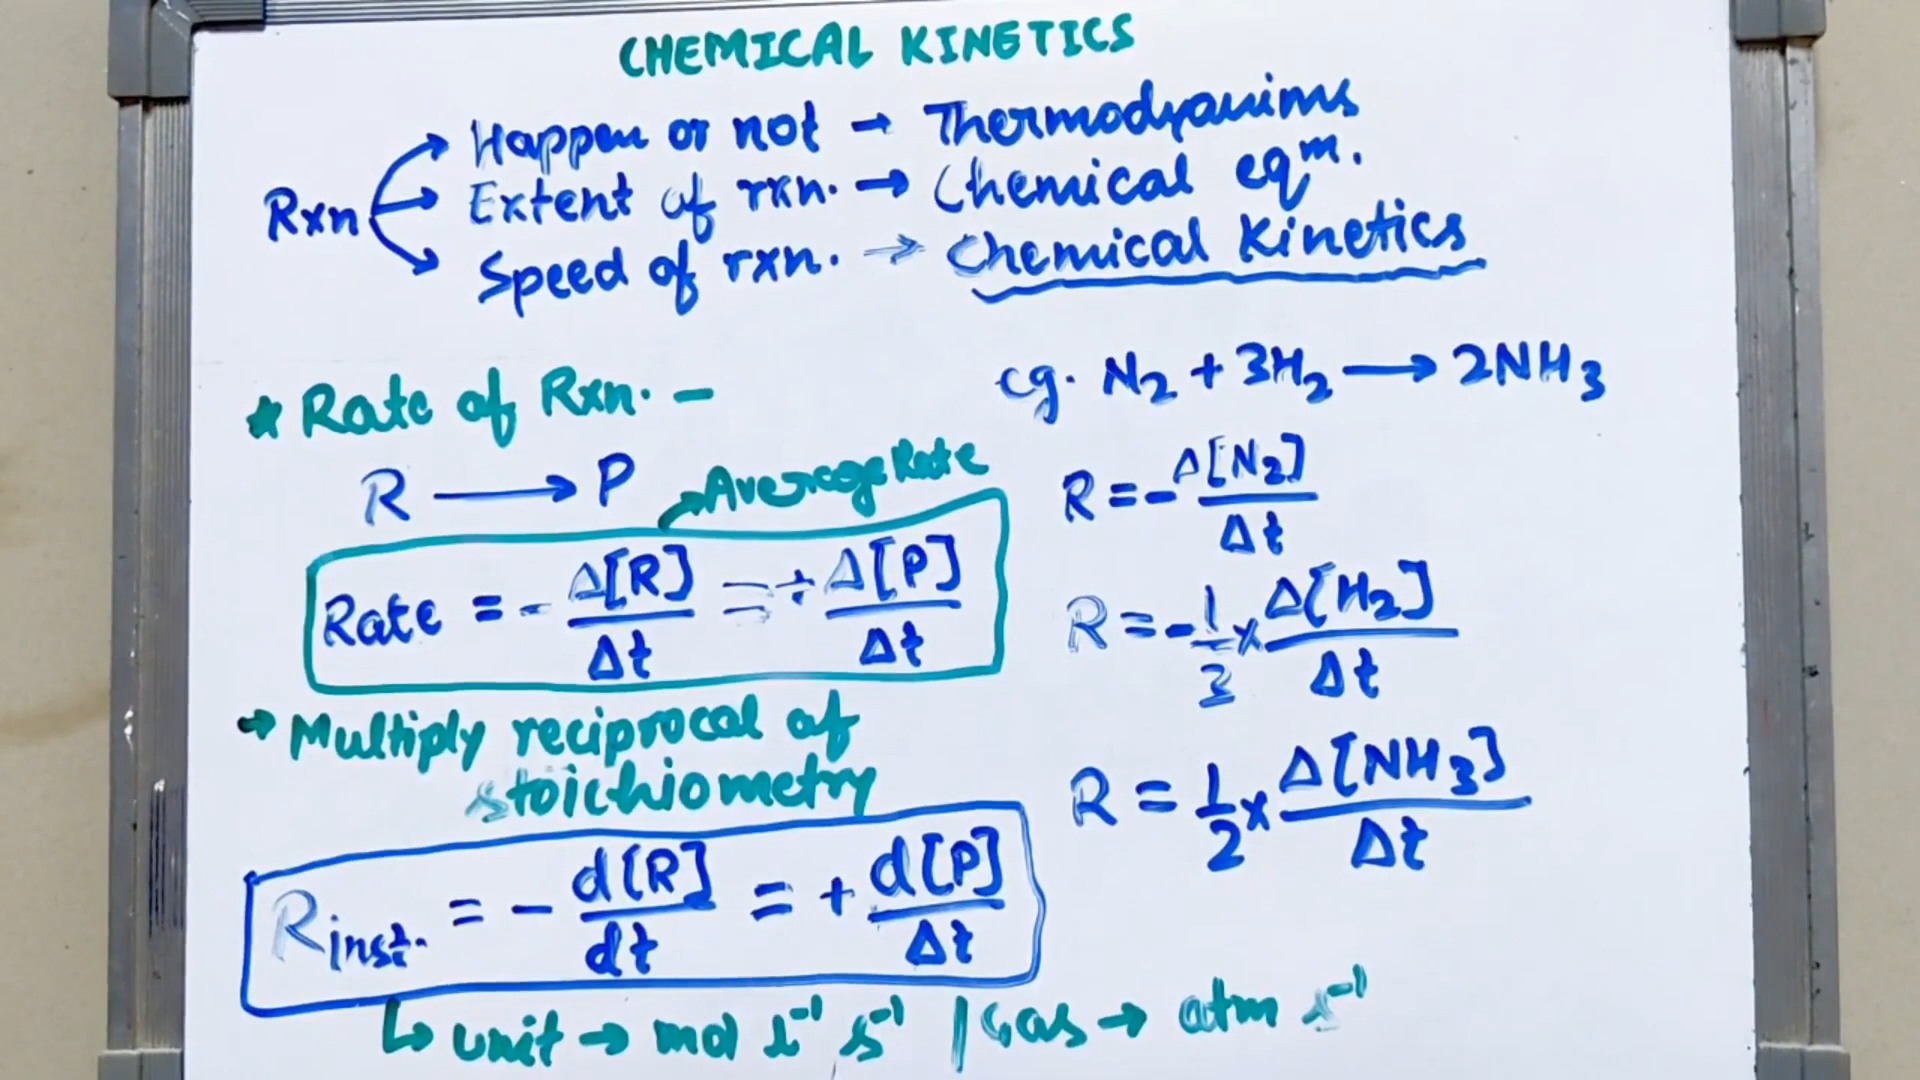 CHEMICAL KINETICS
Rxn
Happen or not → Thermodynamics
Extent of rxn. → Chemical eqᵐ.
Speed of rxn. → Chemical Kinetics
* Rate of Rxn. -
R → P
→ Average Rate
Rate = - Δ[R]/Δt = + Δ[P]/Δt
→ Multiply reciprocal of
stoichiometry
R inst. = - d[R]/dt = + d[P]/Δt
↳ unit → mol L⁻¹ s⁻¹ / Gas → atm s⁻¹
eg. N₂ + 3H₂ → 2NH₃
R = - Δ[N₂]/Δt
R = - 1/3 × Δ[H₂]/Δt
R = 1/2 × Δ[NH₃]/Δt